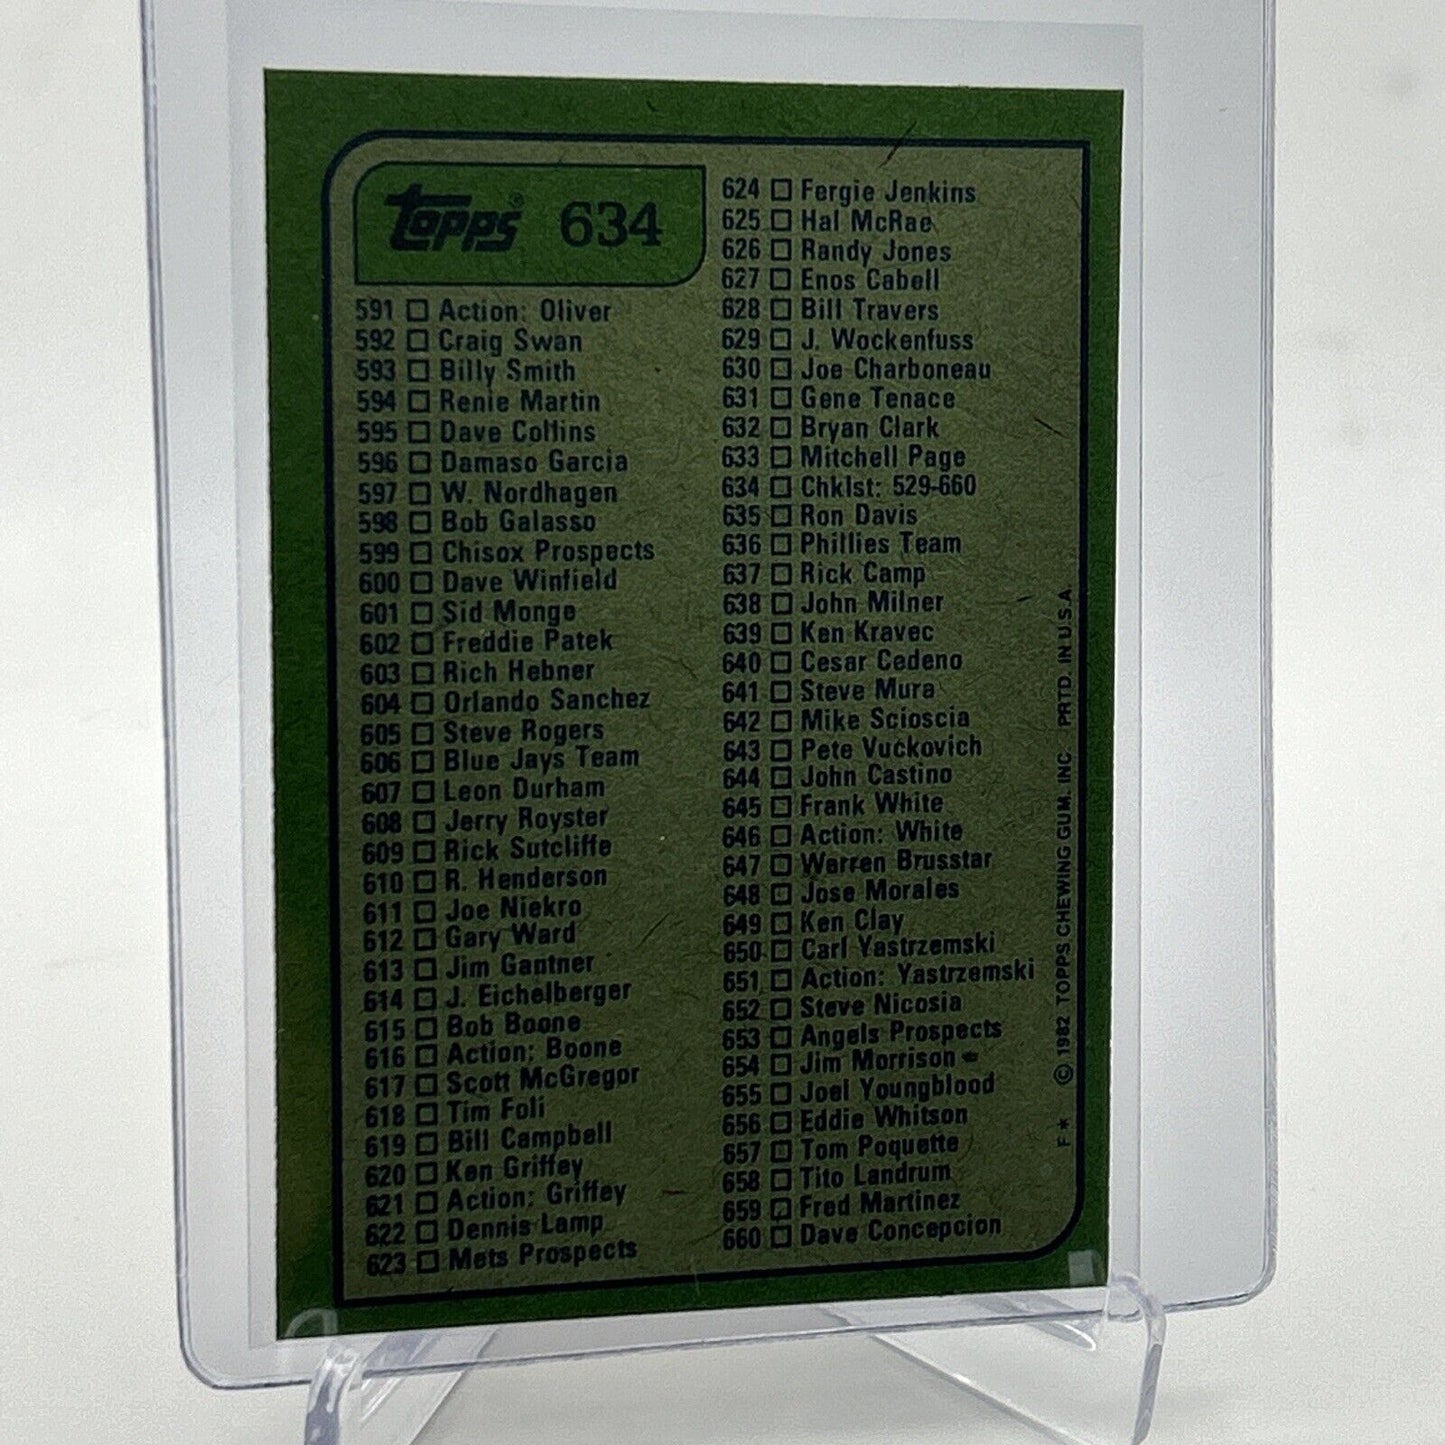 Topps® 634
591 Action: Oliver
592 Craig Swan
593 Billy Smith
594 Renie Martin
595 Dave Collins
596 Damaso Garcia
597 W. Nordhagen
598 Bob Galasso
599 Chisox Prospects
600 Dave Winfield
601 Sid Monge
602 Freddie Patek
603 Rich Hebner
604 Orlando Sanchez
605 Steve Rogers
606 Blue Jays Team
607 Leon Durham
608 Jerry Royster
609 Rick Sutcliffe
610 R. Henderson
611 Joe Niekro
612 Gary Ward
613 Jim Gantner
614 J. Eichelberger
615 Bob Boone
616 Action: Boone
617 Scott McGregor
618 Tim Foli
619 Bill Campbell
620 Ken Griffey
621 Action: Griffey
622 Dennis Lamp
623 Mets Prospects
624 Fergie Jenkins
625 Hal McRae
626 Randy Jones
627 Enos Cabell
628 Bill Travers
629 J. Wockenfuss
630 Joe Charboneau
631 Gene Tenace
632 Bryan Clark
633 Mitchell Page
634 Chklst: 529-660
635 Ron Davis
636 Phillies Team
637 Rick Camp
638 John Milner
639 Ken Kravec
640 Cesar Cedeno
641 Steve Mura
642 Mike Scioscia
643 Pete Vuckovich
644 John Castino
645 Frank White
646 Action: White
647 Warren Brusstar
648 Jose Morales
649 Ken Clay
650 Carl Yastrzemski
651 Action: Yastrzemski
652 Steve Nicosia
653 Angels Prospects
654 Jim Morrison
655 Joel Youngblood
656 Eddie Whitson
657 Tom Poquette
658 Tito Landrum
659 Fred Martinez
660 Dave Concepcion
F* © 1982 TOPPS CHEWING GUM. INC PRTD. IN U.S.A.